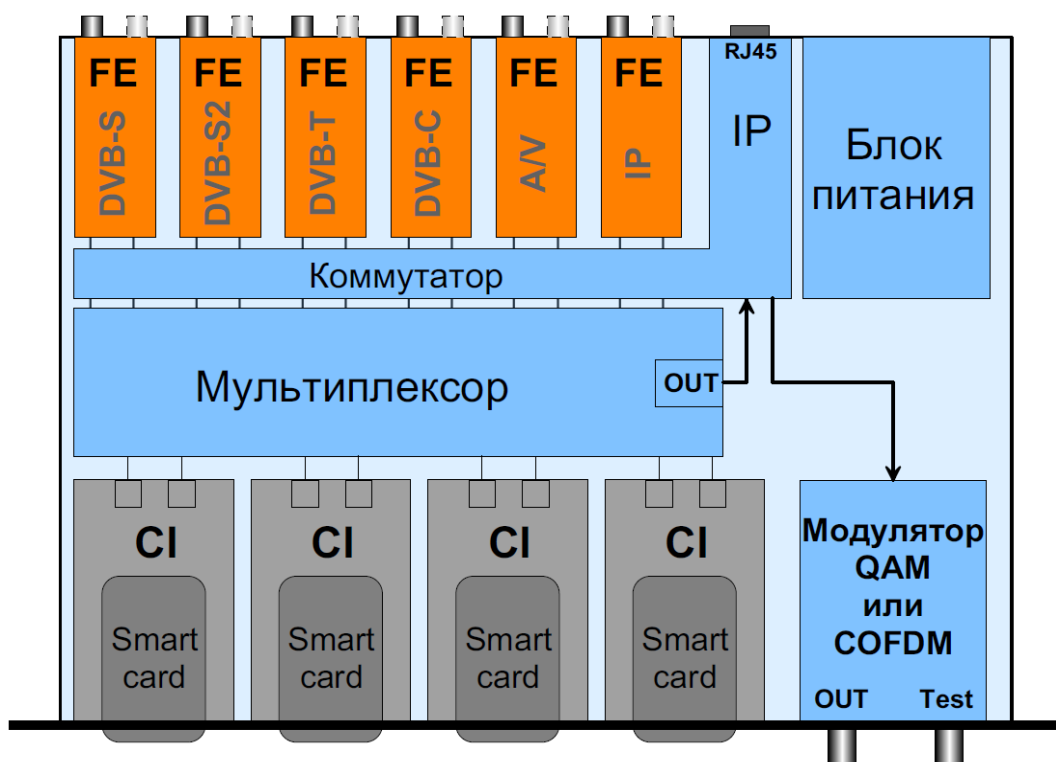 FE
FE
FE
FE
FE
FE
DVB-S
DVB-S2
DVB-T
DVB-C
A/V
IP
RJ45
IP
Блок
питания
Коммутатор
Мультиплексор
OUT
CI
CI
CI
CI
Smart
card
Smart
card
Smart
card
Smart
card
Модулятор
QAM
или
COFDM
OUT
Test